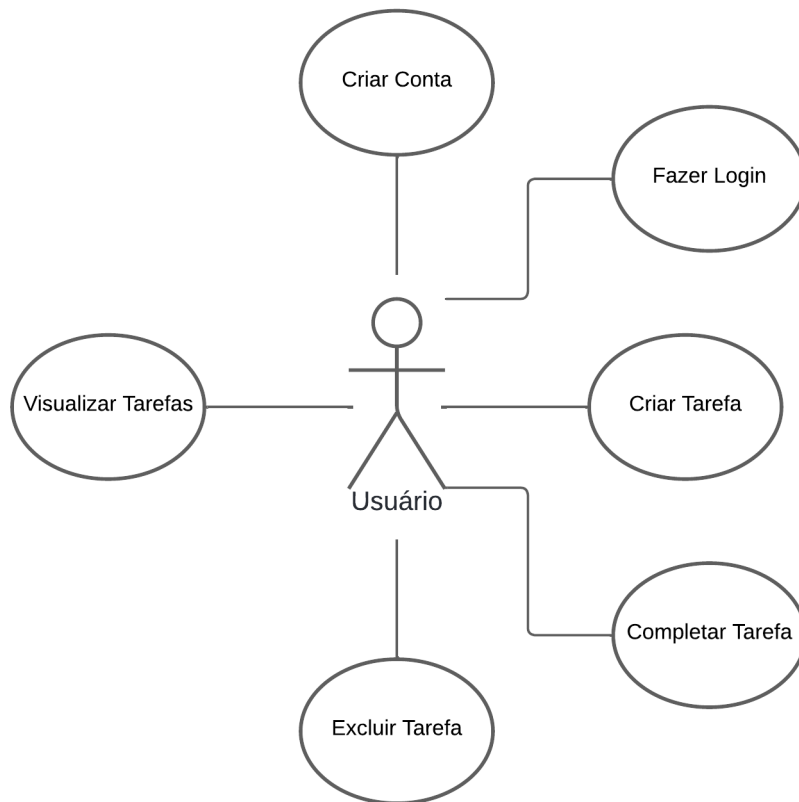 Criar Conta
Fazer Login
Visualizar Tarefas
Criar Tarefa
Usuário
Completar Tarefa
Excluir Tarefa